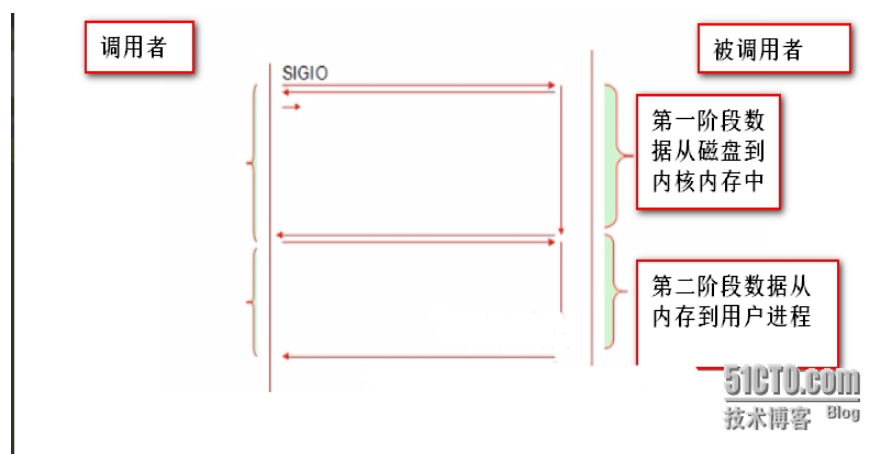 调用者
被调用者
SIGIO
第一阶段数
据从磁盘到
内核内存中
第二阶段数据从
内存到用户进程
51CTO.com
技术博客 Blog